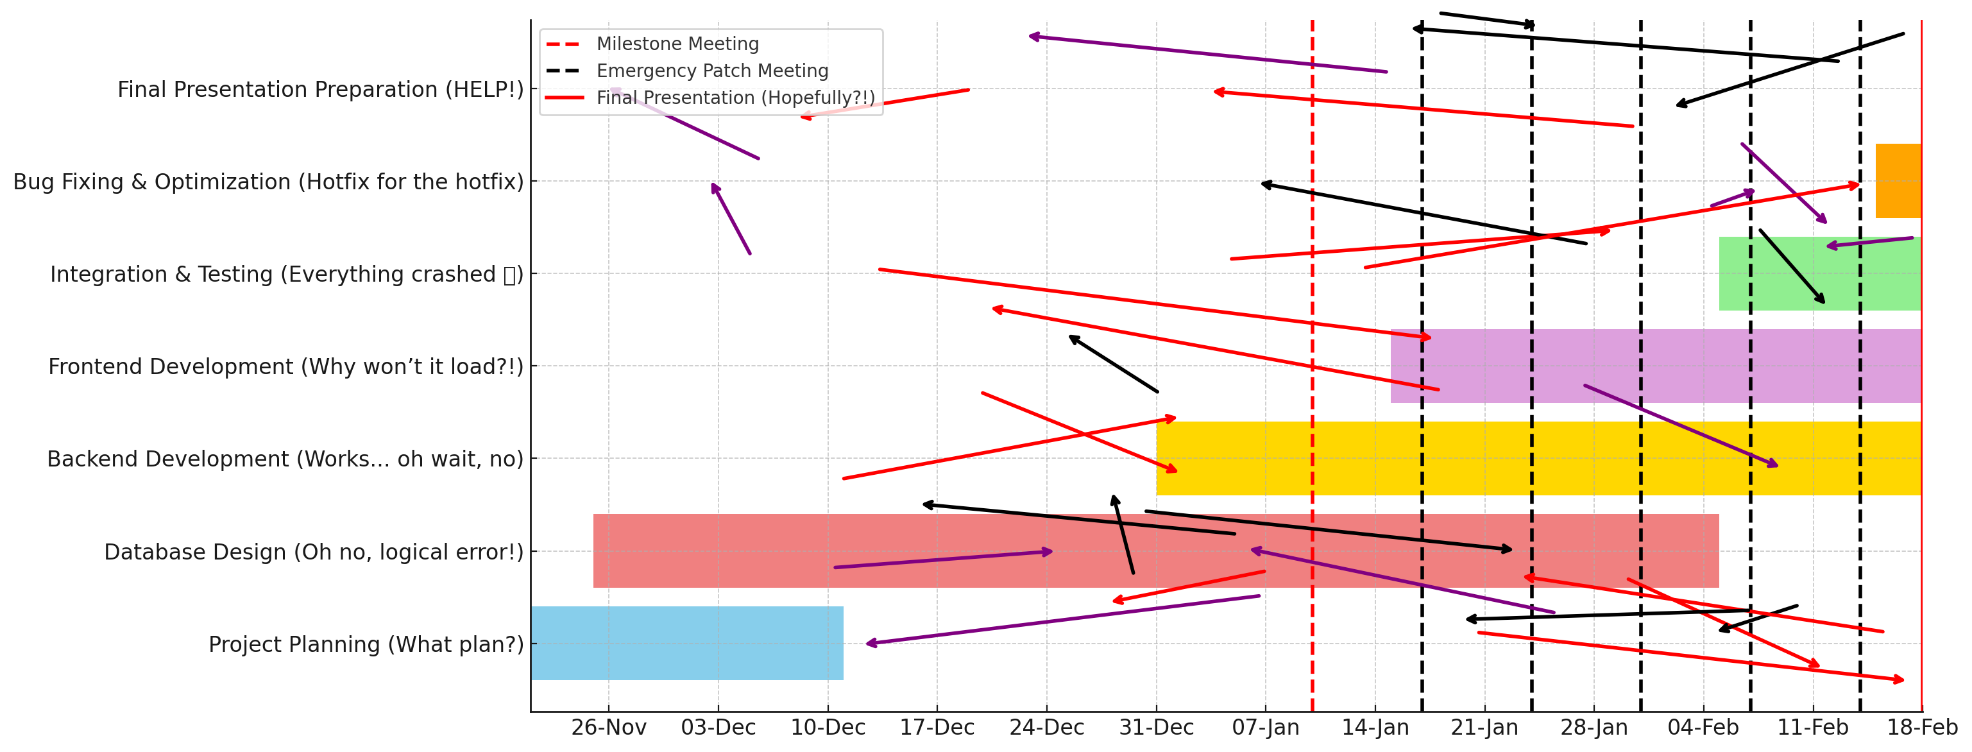 Milestone Meeting
Emergency Patch Meeting
Final Presentation (Hopefully?!)
Final Presentation Preparation (HELP!)
Bug Fixing & Optimization (Hotfix for the hotfix)
Integration & Testing (Everything crashed ▯)
Frontend Development (Why won’t it load?!)
Backend Development (Works... oh wait, no)
Database Design (Oh no, logical error!)
Project Planning (What plan?)
26-Nov 03-Dec 10-Dec 17-Dec 24-Dec 31-Dec 07-Jan 14-Jan 21-Jan 28-Jan 04-Feb 11-Feb 18-Feb